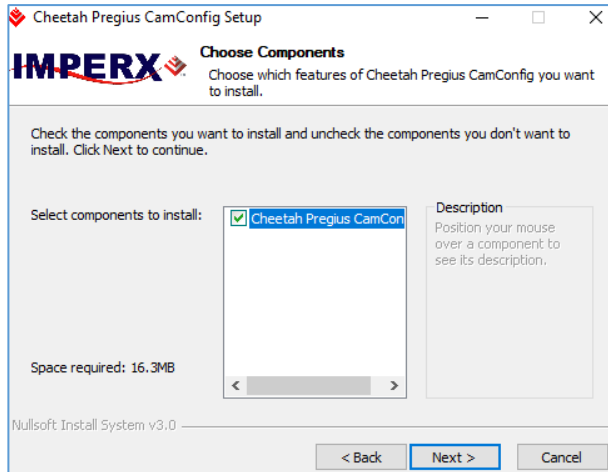 Cheetah Pregius CamConfig Setup
IMPERX
Choose Components
Choose which features of Cheetah Pregius CamConfig you want
to install.
Check the components you want to install and uncheck the components you don't want to
install. Click Next to continue.
Select components to install:
Cheetah Pregius CamCon
Description
Position your mouse
over a component to
see its description.
Space required: 16.3MB
Nullsoft Install System v3.0
< Back
Next >
Cancel